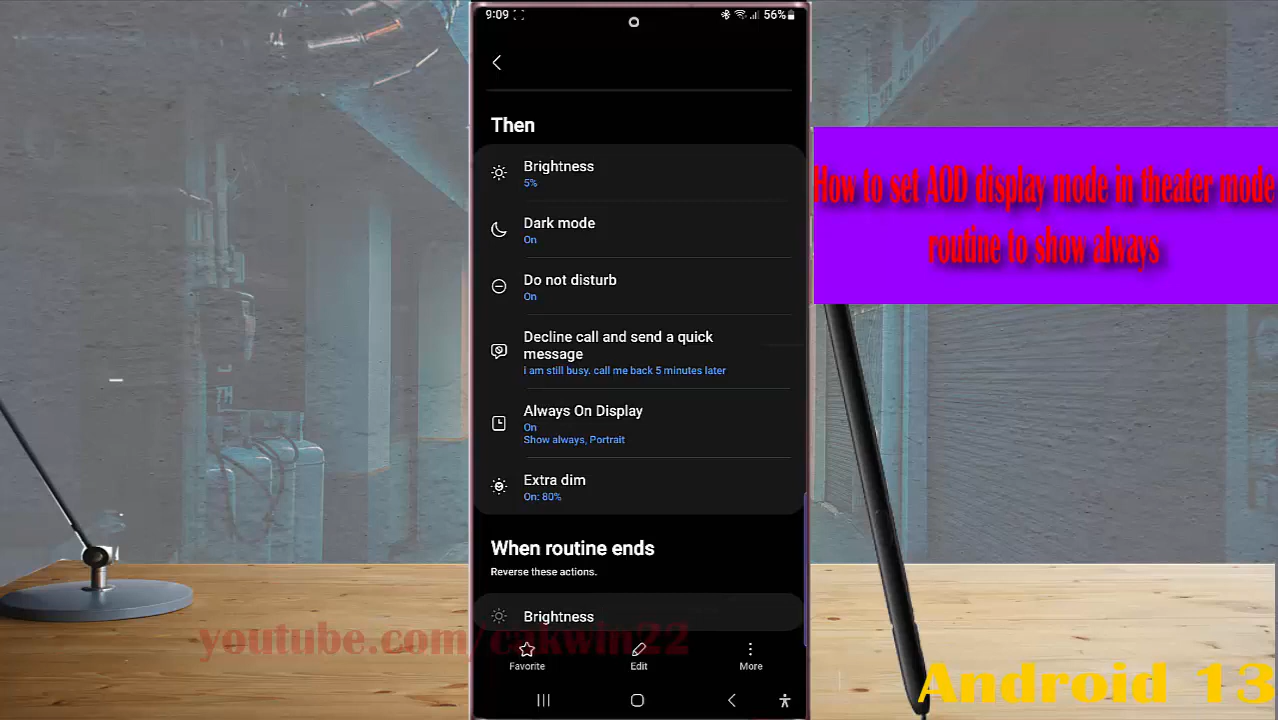 9:09
56%
Then
Brightness
5%
Dark mode
On
Do not disturb
On
Decline call and send a quick
message
i am still busy. call me back 5 minutes later
Always On Display
On
Show always, Portrait
Extra dim
On: 80%
When routine ends
Reverse these actions.
Brightness
Favorite
Edit
More
How to set AOD display mode in theater mode
routine to show always
youtube.com/cakwin22
Android 13